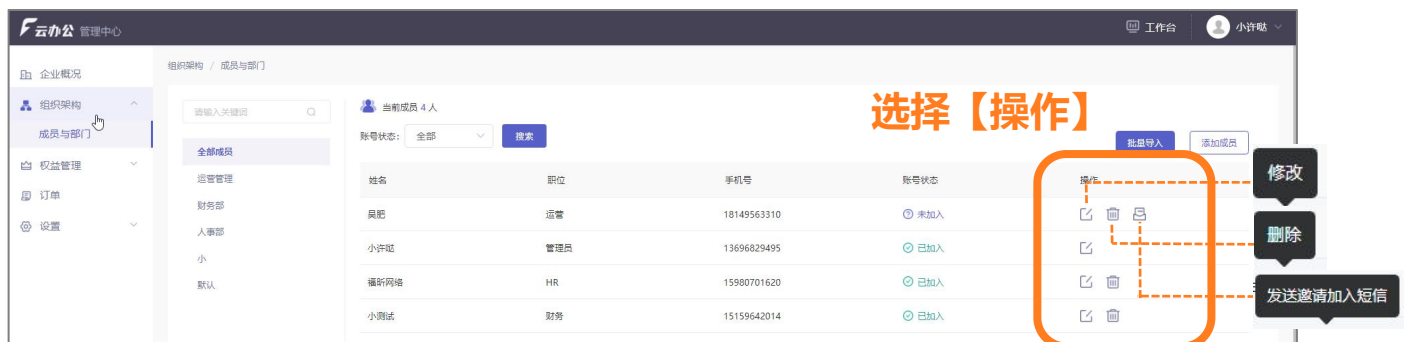 云办公 管理中心
工作台
小许哒
企业概况
组织架构
成员与部门
权益管理
订单
设置
组织架构 / 成员与部门
请输入关键词
全部成员
运营管理
财务部
人事部
小
默认
当前成员 4 人
选择【操作】
账号状态: 全部 搜索
批量导入 添加成员
姓名 职位 手机号 账号状态 操作
吴肥 运营 18149563310 未加入
小许哒 管理员 13696829495 已加入
福昕网络 HR 15980701620 已加入
小测试 财务 15159642014 已加入
修改
删除
发送邀请加入短信